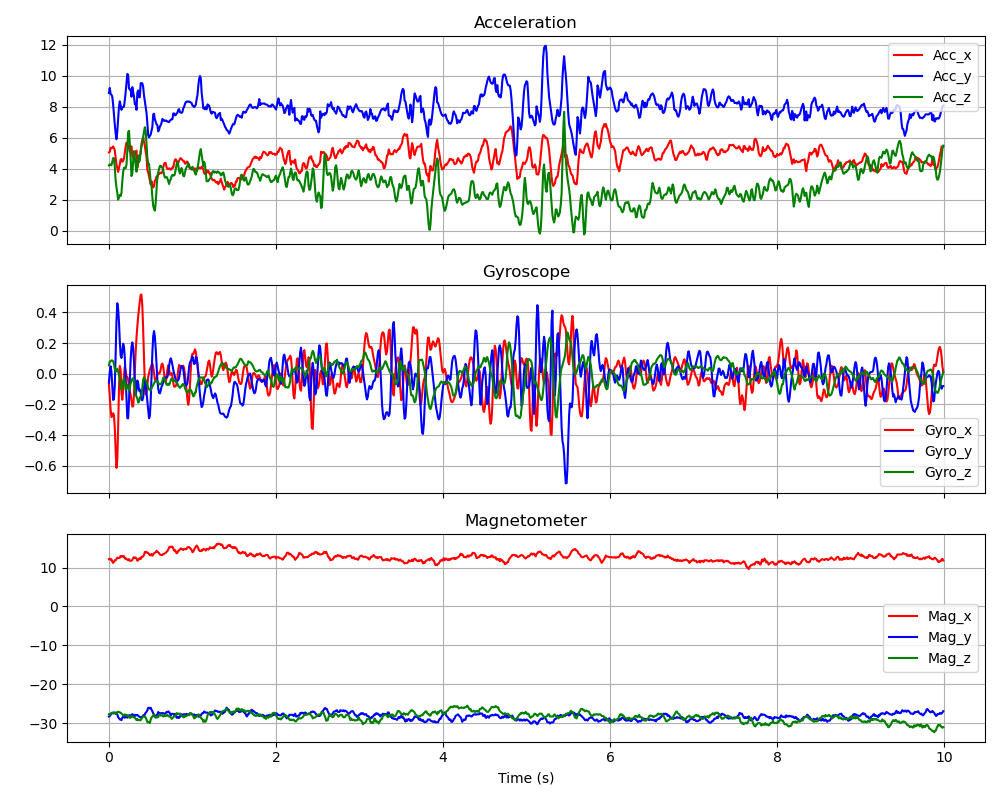 Acceleration
12
10
8
6
4
2
0
Acc_x
Acc_y
Acc_z
Gyroscope
0.4
0.2
0.0
−0.2
−0.4
−0.6
Gyro_x
Gyro_y
Gyro_z
Magnetometer
10
0
−10
−20
−30
Mag_x
Mag_y
Mag_z
0 2 4 6 8 10
Time (s)